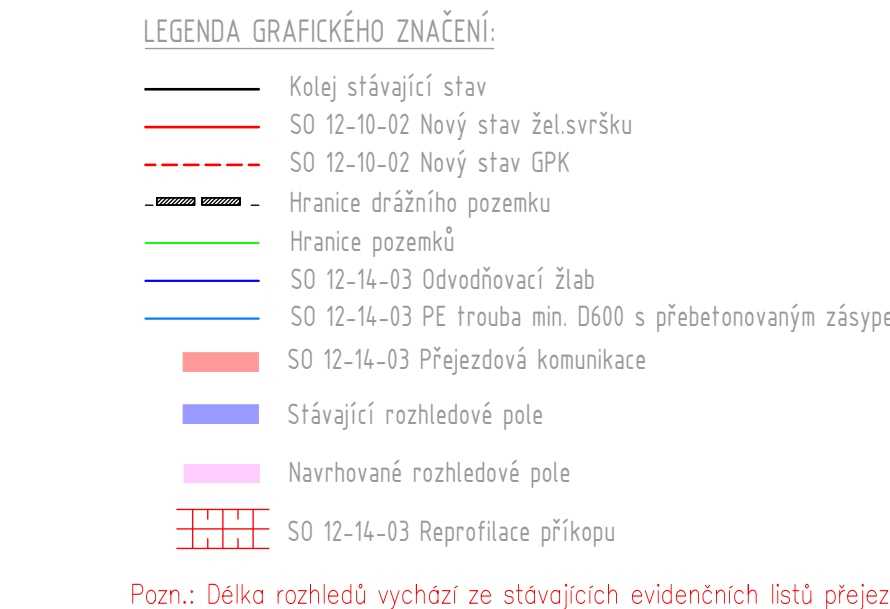 LEGENDA GRAFICKÉHO ZNAČENÍ:
Kolej stávající stav
SO 12-10-02 Nový stav žel.svršku
SO 12-10-02 Nový stav GPK
Hranice drážního pozemku
Hranice pozemků
SO 12-14-03 Odvodňovací žlab
SO 12-14-03 PE trouba min. D600 s přebetonovaným zásype
SO 12-14-03 Přejezdová komunikace
Stávající rozhledové pole
Navrhované rozhledové pole
SO 12-14-03 Reprofilace příkopu
Pozn.: Délka rozhledů vychází ze stávajících evidenčních listů přejez